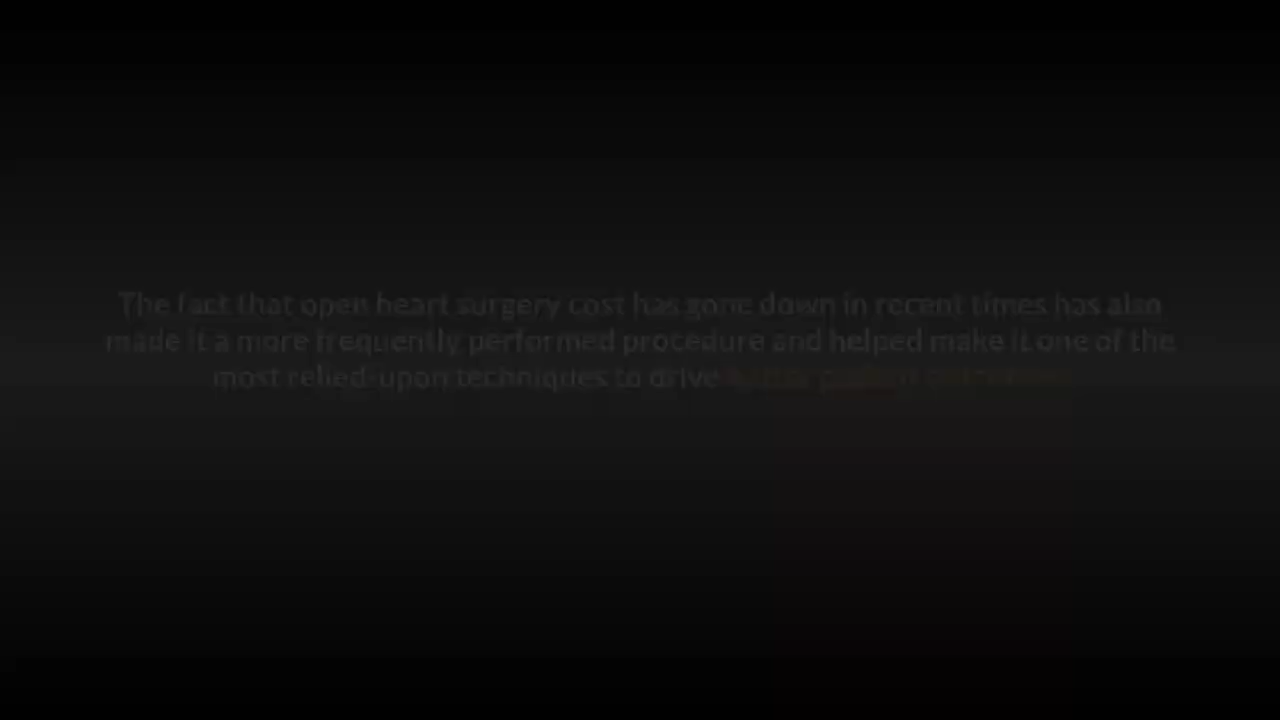 The fact that open heart surgery cost has gone down in recent times has also
made it a more frequently performed procedure and helped make it one of the
most relied-upon techniques to drive